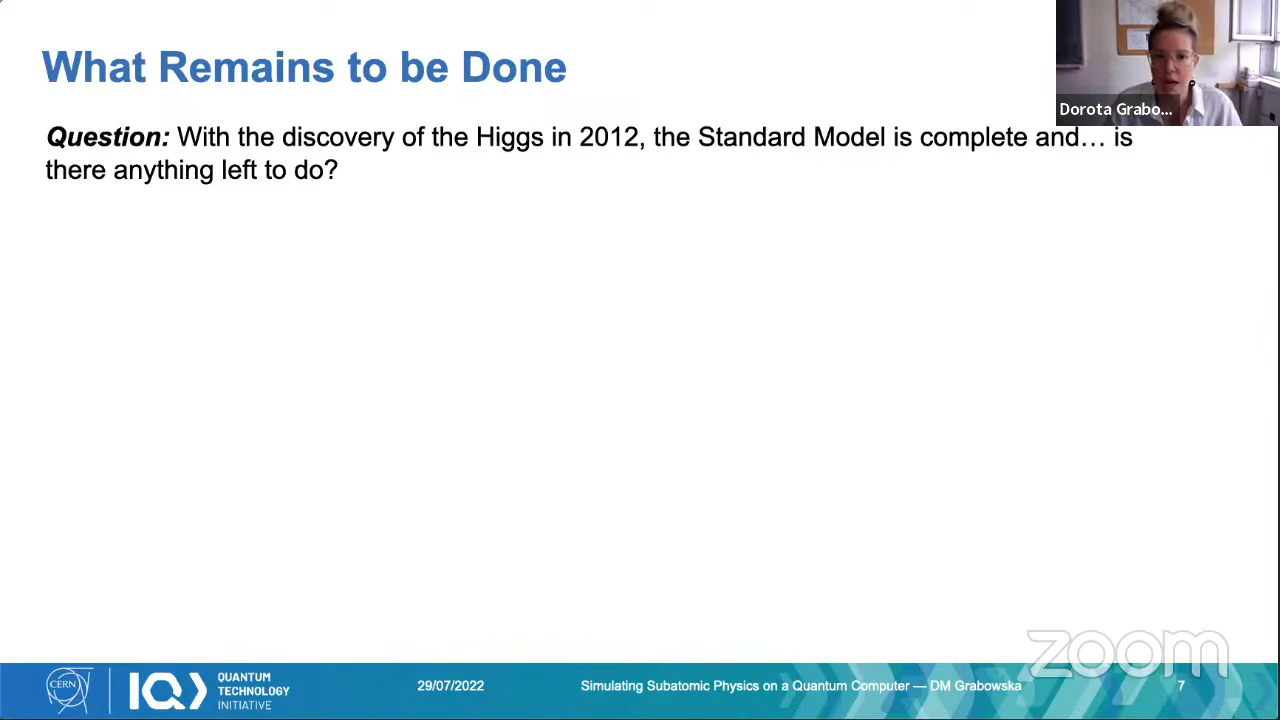 What Remains to be Done
Dorota Grabo...
Question: With the discovery of the Higgs in 2012, the Standard Model is complete and… is
there anything left to do?
zoom
CERN
QUANTUM
TECHNOLOGY
INITIATIVE
29/07/2022
Simulating Subatomic Physics on a Quantum Computer — DM Grabowska
7